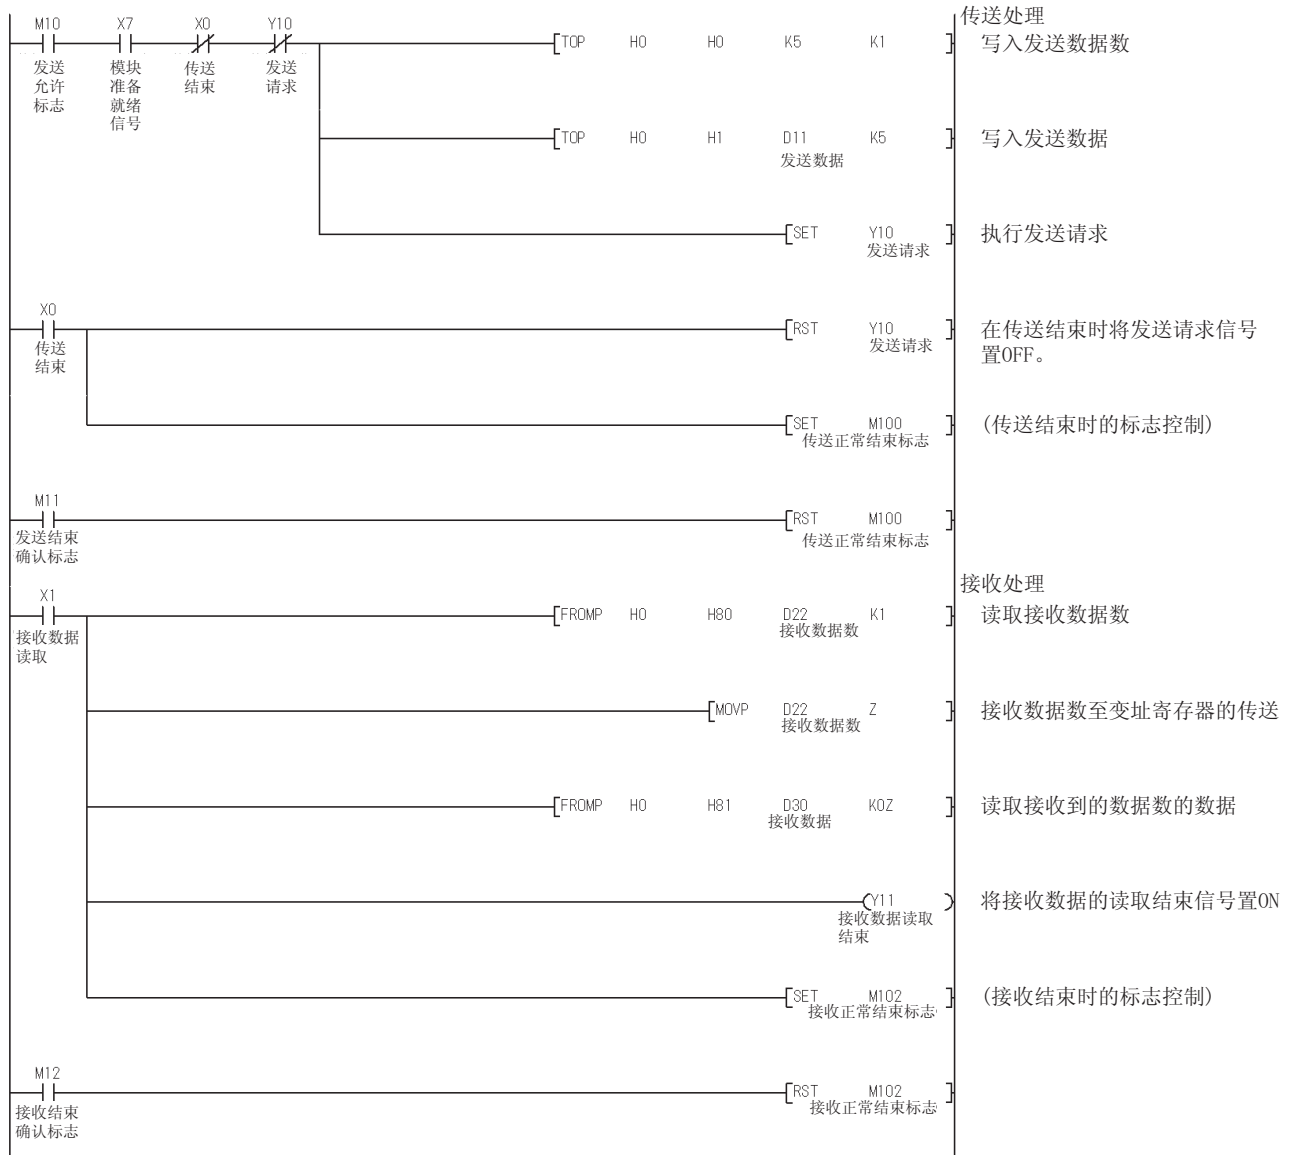 传送处理
M10 X7 X0 Y10
TOP H0 H0 K5 K1 写入发送数据数
发送 模块 传送 发送
允许 准备 结束 请求
标志 就绪
信号
TOP H0 H1 D11 K5 写入发送数据
发送数据
SET Y10 执行发送请求
发送请求
X0
RST Y10 在传送结束时将发送请求信号
置OFF。
传送 发送请求
结束
SET M100 (传送结束时的标志控制)
传送正常结束标志
M11
RST M100
发送结束 传送正常结束标志
确认标志
接收处理
X1
FROMP H0 H80 D22 K1 读取接收数据数
接收数据 接收数据数
读取
MOVP D22 Z 接收数据数至变址寄存器的传送
接收数据数
FROMP H0 H81 D30 K0Z 读取接收到的数据数的数据
接收数据
Y11 将接收数据的读取结束信号置ON
接收数据读取
结束
SET M102 (接收结束时的标志控制)
接收正常结束标志
M12
RST M102
接收结束 接收正常结束标志
确认标志